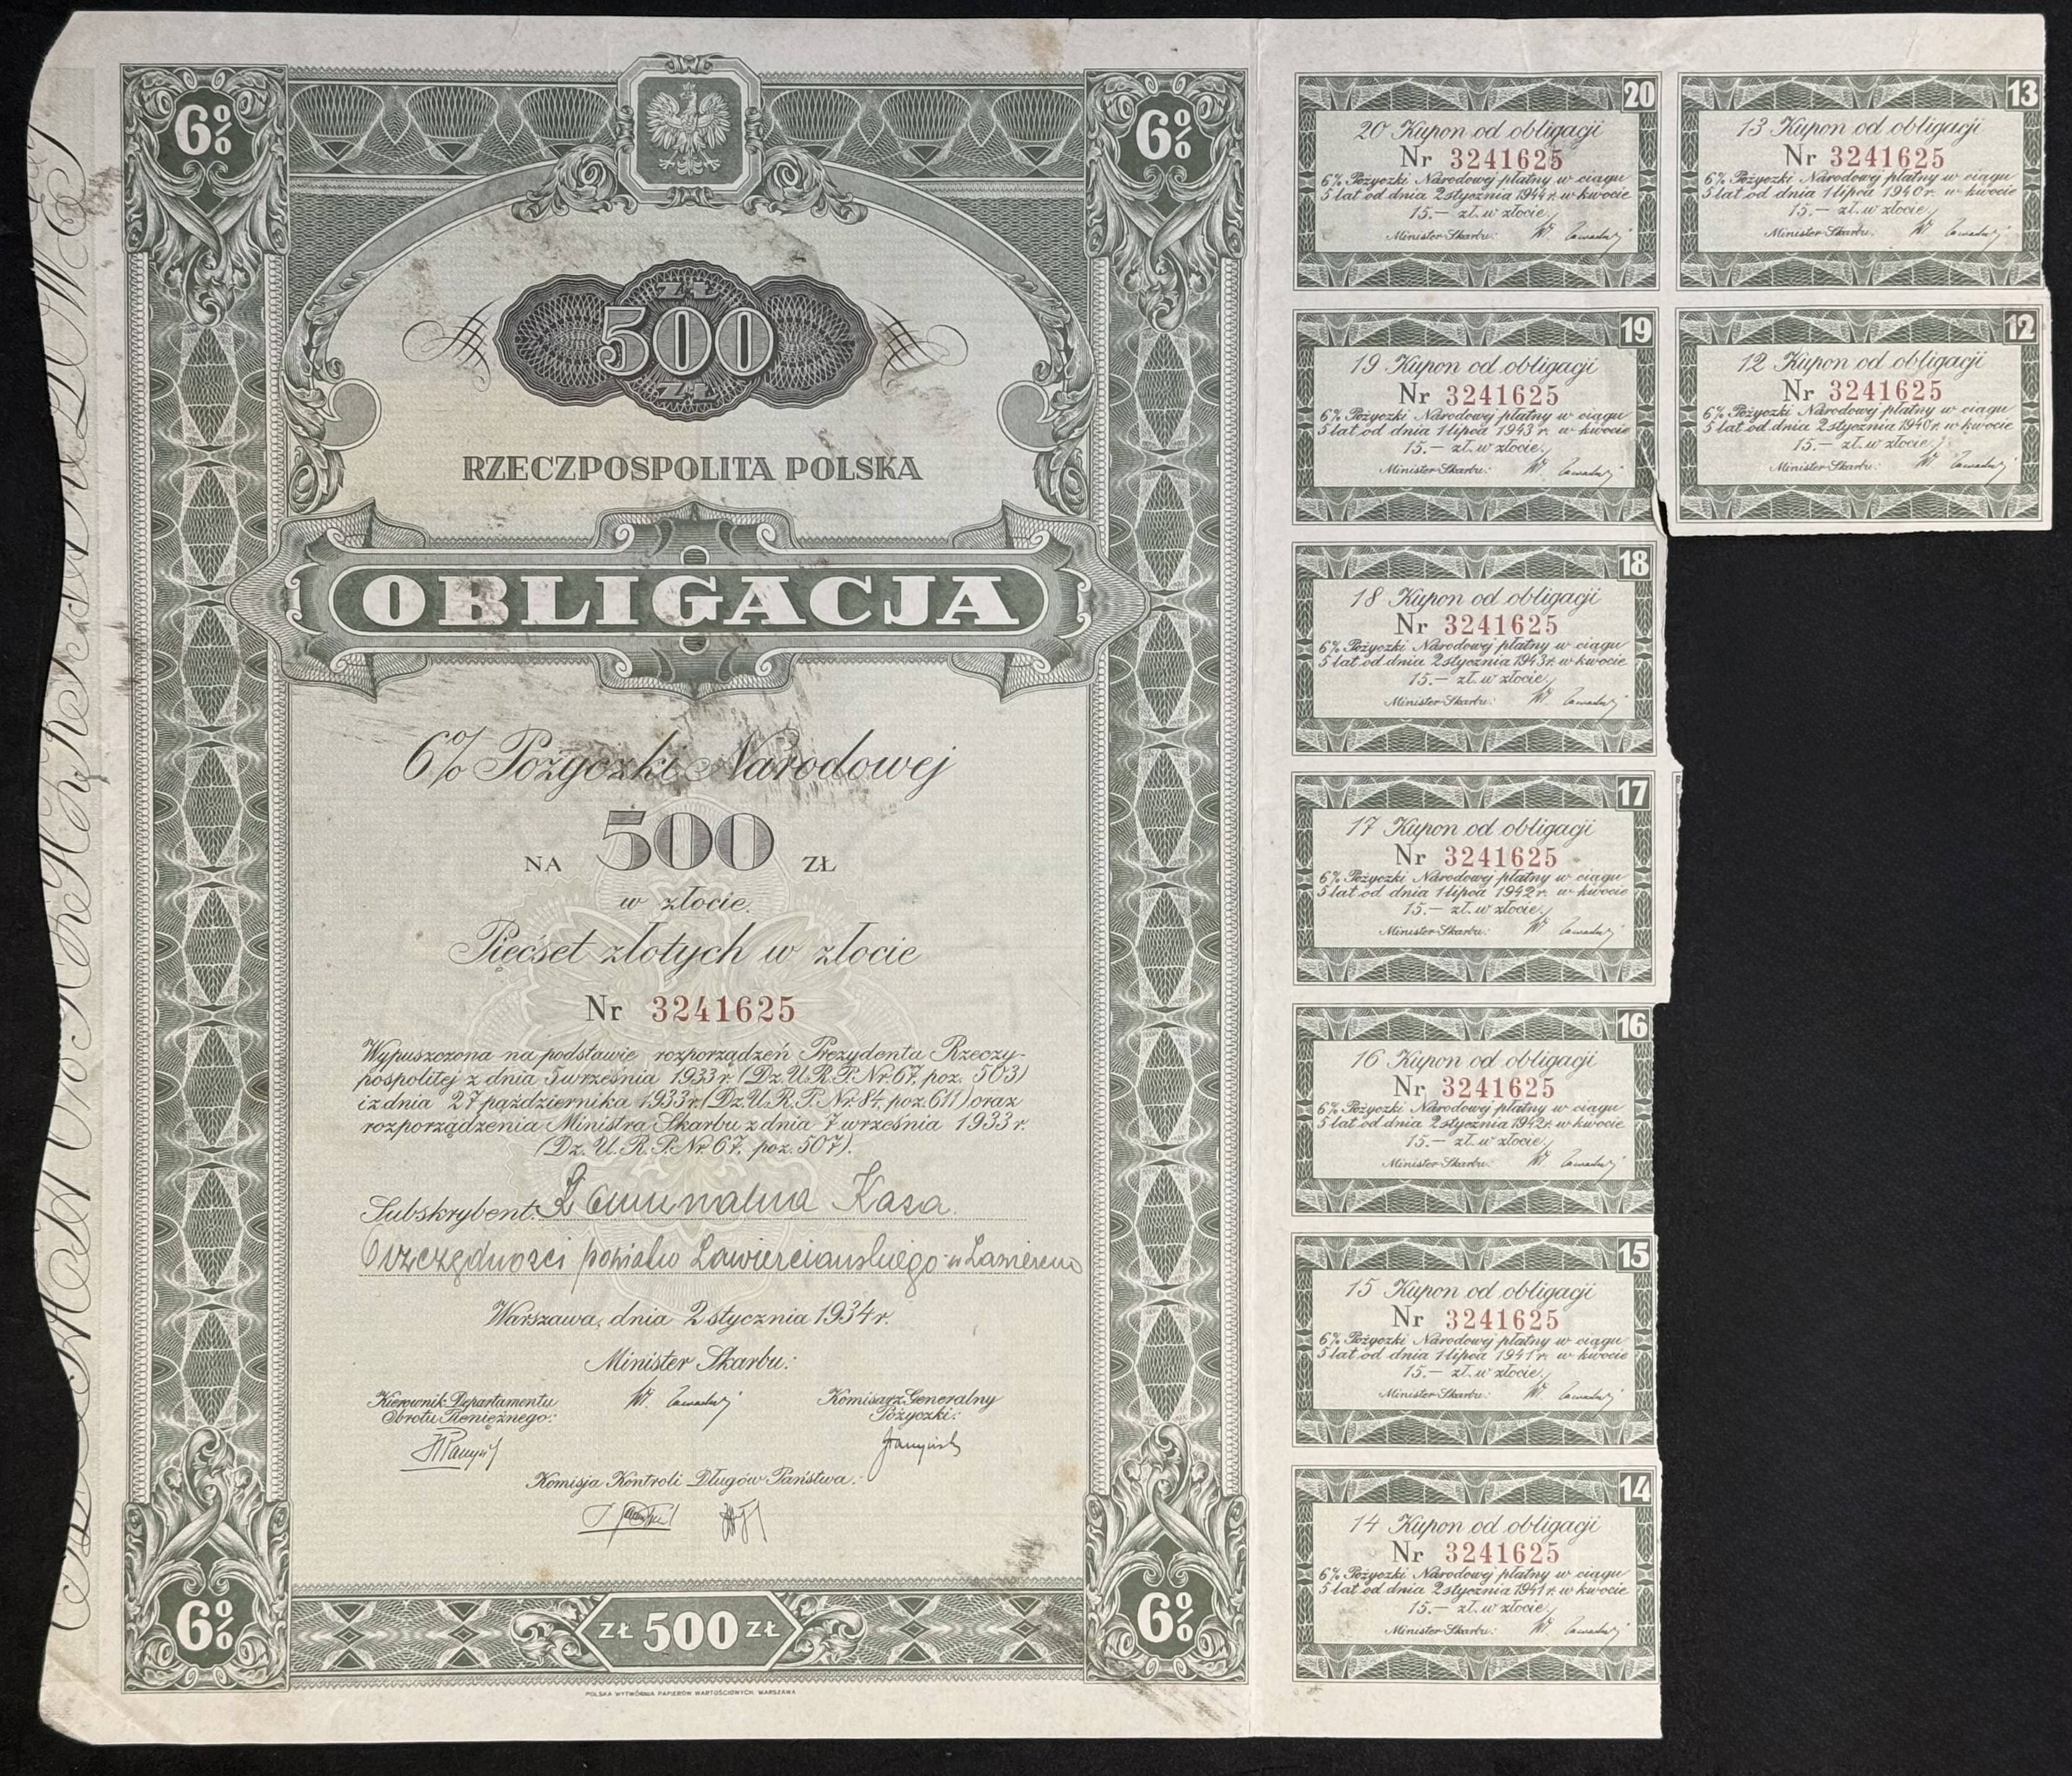 6%
6%
ZŁ
500
ZŁ
RZECZPOSPOLITA POLSKA
OBLIGACJA
6% Pożyczki Narodowej
NA 500 ZŁ
w złocie.
Pięćset złotych w złocie
Nr 3241625
Wypuszczona na podstawie rozporządzeń Prezydenta Rzeczy-
pospolitej z dnia 5 września 1933 r. (Dz. U. R. P. Nr. 67, poz. 503)
i z dnia 27 października 1933 r. (Dz. U. R. P. Nr. 84, poz. 611) oraz
rozporządzenia Ministra Skarbu z dnia 7 września 1933 r.
(Dz. U. R. P. Nr 67, poz. 507).
Subskrybent: Komunalna Kasa
Oszczędności powiatu Zawierciańskiego w Zawierciu
Warszawa, dnia 2 stycznia 1934 r.
Minister Skarbu:
Kierownik Departamentu
Obrotu Pieniężnego:
Komisarz Generalny
Pożyczki:
Komisja Kontroli Długów Państwa:
6%
ZŁ 500 ZŁ
6%
POLSKA WYTWÓRNIA PAPIERÓW WARTOŚCIOWYCH. WARSZAWA
20
20 Kupon od obligacji
Nr 3241625
6% Pożyczki Narodowej płatny w ciągu
5 lat od dnia 2 stycznia 1944 r. w kwocie
15.— zł. w złocie.
Minister Skarbu:
19
19 Kupon od obligacji
Nr 3241625
6% Pożyczki Narodowej płatny w ciągu
5 lat od dnia 1 lipca 1943 r. w kwocie
15.— zł. w złocie.
Minister Skarbu:
18
18 Kupon od obligacji
Nr 3241625
6% Pożyczki Narodowej płatny w ciągu
5 lat od dnia 2 stycznia 1943 r. w kwocie
15.— zł. w złocie.
Minister Skarbu:
17
17 Kupon od obligacji
Nr 3241625
6% Pożyczki Narodowej płatny w ciągu
5 lat od dnia 1 lipca 1942 r. w kwocie
15.— zł. w złocie.
Minister Skarbu:
16
16 Kupon od obligacji
Nr 3241625
6% Pożyczki Narodowej płatny w ciągu
5 lat od dnia 2 stycznia 1942 r. w kwocie
15.— zł. w złocie.
Minister Skarbu:
15
15 Kupon od obligacji
Nr 3241625
6% Pożyczki Narodowej płatny w ciągu
5 lat od dnia 1 lipca 1941 r. w kwocie
15.— zł. w złocie.
Minister Skarbu:
14
14 Kupon od obligacji
Nr 3241625
6% Pożyczki Narodowej płatny w ciągu
5 lat od dnia 2 stycznia 1941 r. w kwocie
15.— zł. w złocie.
Minister Skarbu:
13
13 Kupon od obligacji
Nr 3241625
6% Pożyczki Narodowej płatny w ciągu
5 lat od dnia 1 lipca 1940 r. w kwocie
15.— zł. w złocie.
Minister Skarbu:
12
12 Kupon od obligacji
Nr 3241625
6% Pożyczki Narodowej płatny w ciągu
5 lat od dnia 2 stycznia 1940 r. w kwocie
15.— zł. w złocie.
Minister Skarbu: